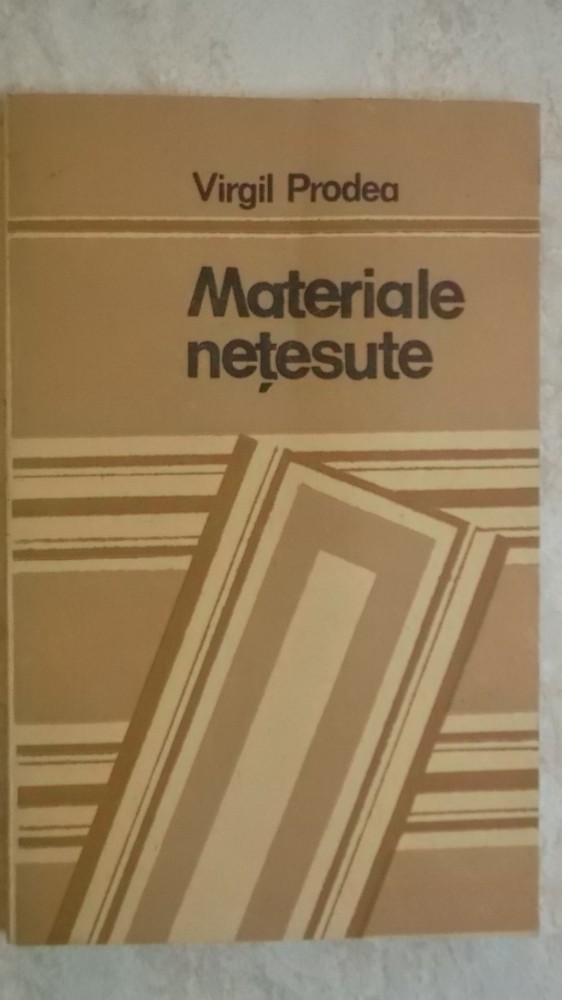 Virgil Prodea
Materiale
nețesute